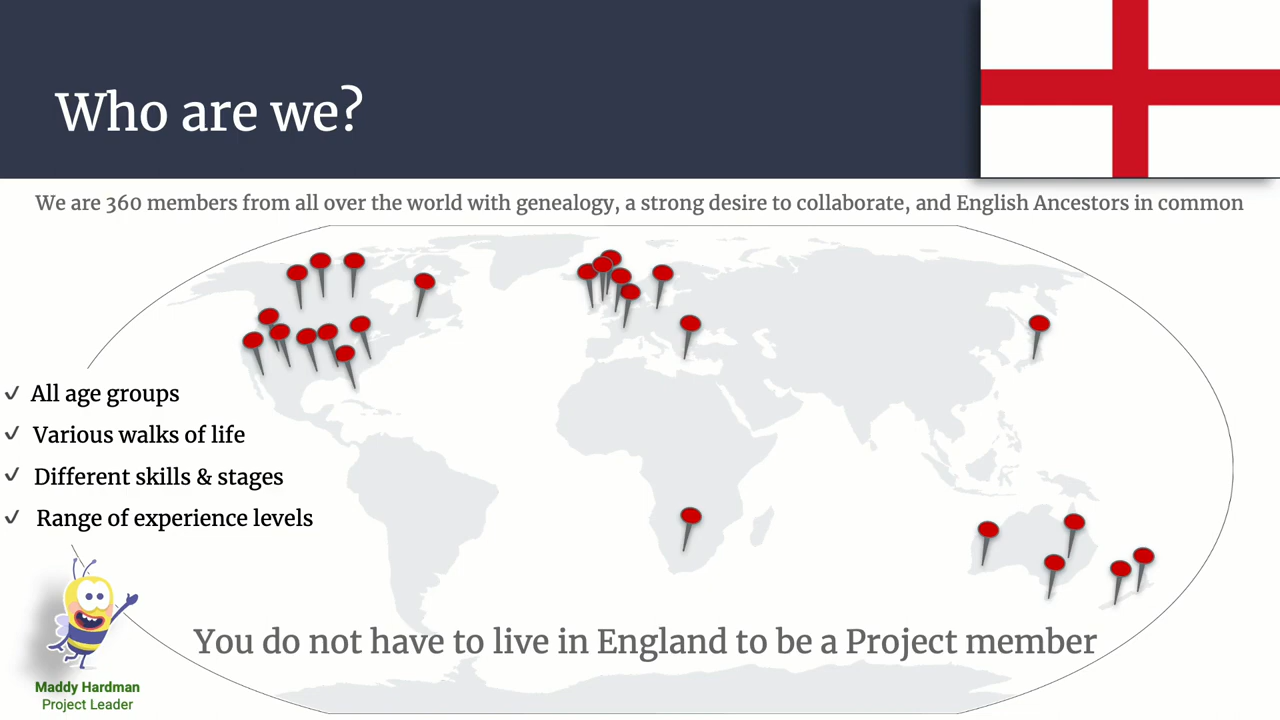 Who are we?
We are 360 members from all over the world with genealogy, a strong desire to collaborate, and English Ancestors in common
✓ All age groups
✓ Various walks of life
✓ Different skills & stages
✓ Range of experience levels
You do not have to live in England to be a Project member
Maddy Hardman
Project Leader